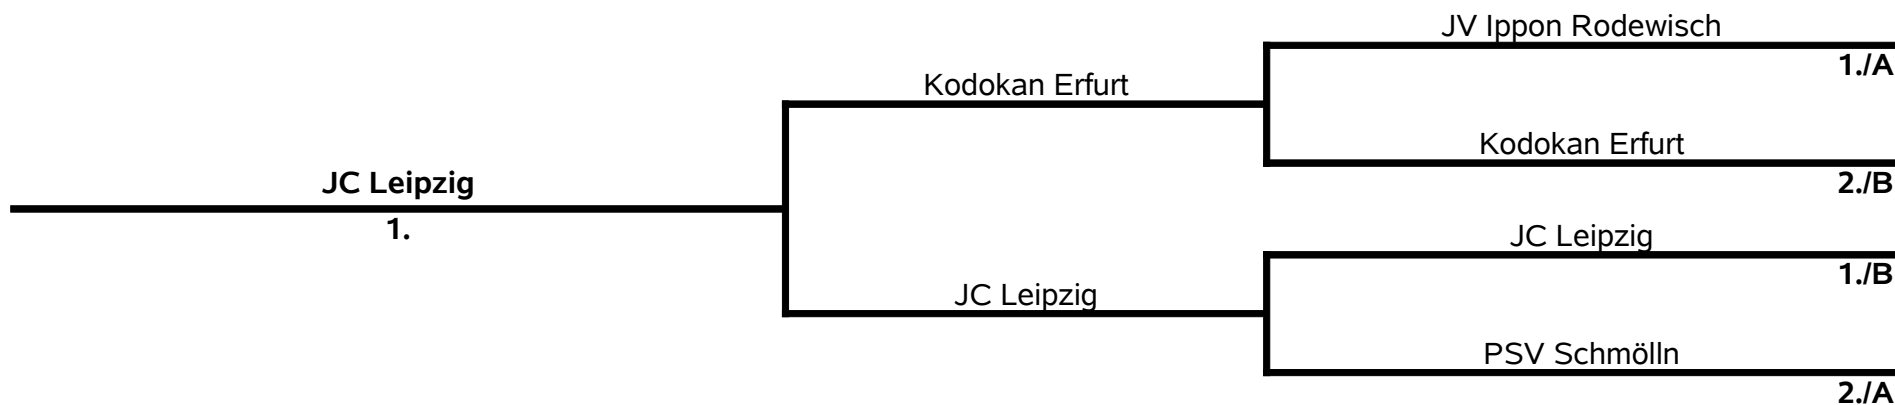 JV Ippon Rodewisch
1./A
Kodokan Erfurt
Kodokan Erfurt
2./B
JC Leipzig
1.
JC Leipzig
1./B
JC Leipzig
PSV Schmölln
2./A